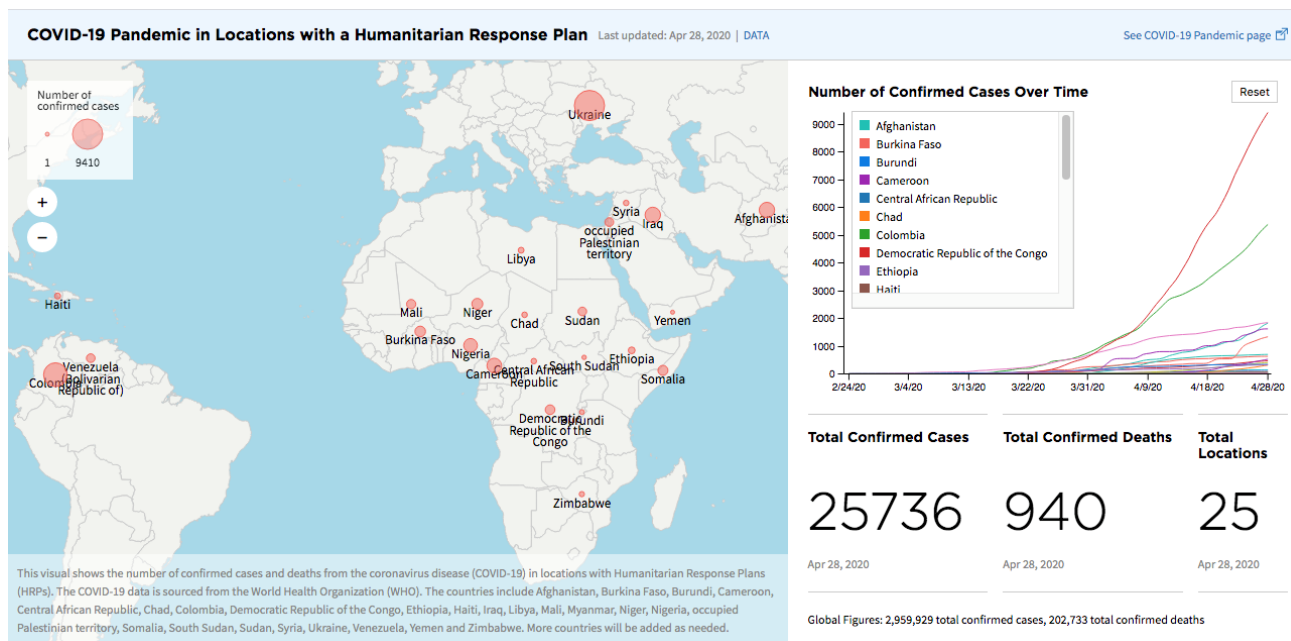 COVID-19 Pandemic in Locations with a Humanitarian Response Plan Last updated: Apr 28, 2020 | DATA
See COVID-19 Pandemic page
Number of
confirmed cases
1 9410
+
−
Ukraine
Syria
Iraq
Afghanista
occupied
Palestinian
territory
Libya
Haiti
Mali
Niger
Chad
Sudan
Yemen
Burkina Faso
Nigeria
Ethiopia
Venezuela
(Bolivarian
Republic of)
Colombia
Cameroon
Central African
Republic
South Sudan
Somalia
Democratic
Republic of the
Congo
Burundi
Zimbabwe
This visual shows the number of confirmed cases and deaths from the coronavirus disease (COVID-19) in locations with Humanitarian Response Plans
(HRPs). The COVID-19 data is sourced from the World Health Organization (WHO). The countries include Afghanistan, Burkina Faso, Burundi, Cameroon,
Central African Republic, Chad, Colombia, Democratic Republic of the Congo, Ethiopia, Haiti, Iraq, Libya, Mali, Myanmar, Niger, Nigeria, occupied
Palestinian territory, Somalia, South Sudan, Sudan, Syria, Ukraine, Venezuela, Yemen and Zimbabwe. More countries will be added as needed.
Number of Confirmed Cases Over Time
Reset
9000
8000
7000
6000
5000
4000
3000
2000
1000
0
Afghanistan
Burkina Faso
Burundi
Cameroon
Central African Republic
Chad
Colombia
Democratic Republic of the Congo
Ethiopia
Haiti
2/24/20 3/4/20 3/13/20 3/22/20 3/31/20 4/9/20 4/18/20 4/28/20
Total Confirmed Cases
25736
Apr 28, 2020
Total Confirmed Deaths
940
Apr 28, 2020
Total
Locations
25
Apr 28, 2020
Global Figures: 2,959,929 total confirmed cases, 202,733 total confirmed deaths